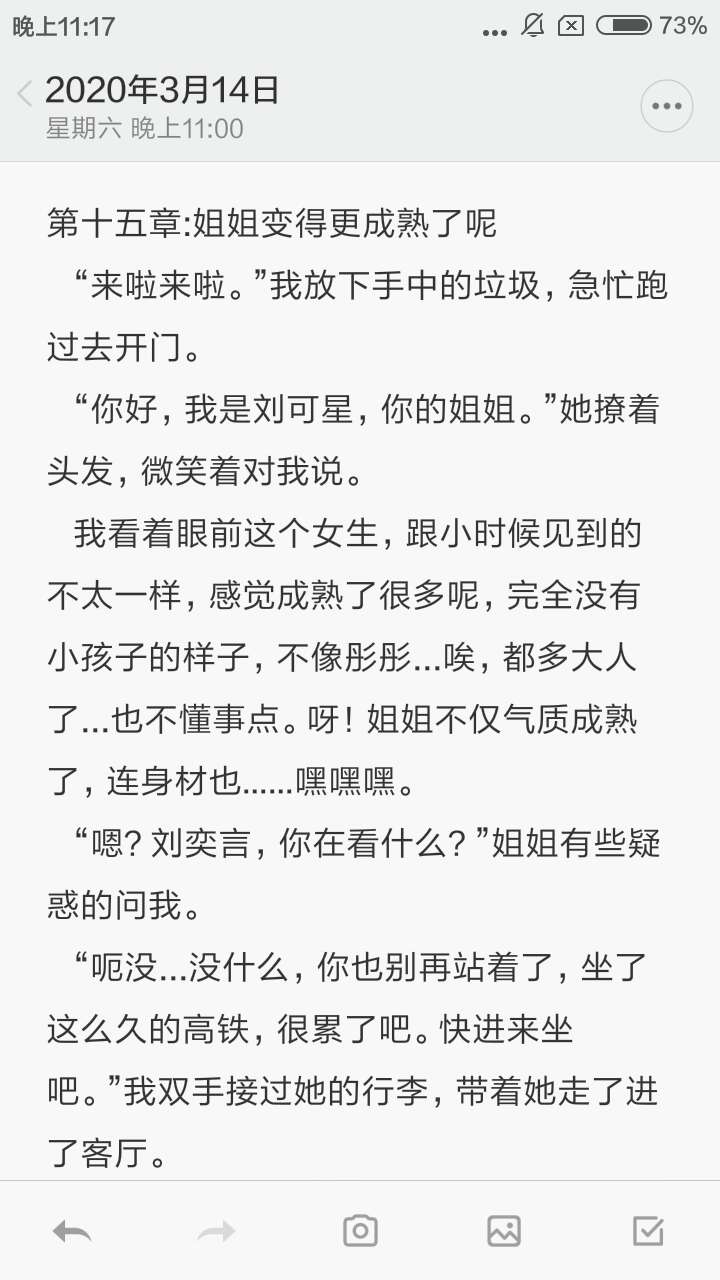 晚上11:17
73%
2020年3月14日
星期六 晚上11:00
第十五章:姐姐变得更成熟了呢
“来啦来啦。”我放下手中的垃圾，急忙跑
过去开门。
“你好，我是刘可星，你的姐姐。”她撩着
头发，微笑着对我说。
我看着眼前这个女生，跟小时候见到的
不太一样，感觉成熟了很多呢，完全没有
小孩子的样子，不像彤彤...唉，都多大人
了...也不懂事点。呀！姐姐不仅气质成熟
了，连身材也......嘿嘿嘿。
“嗯？刘奕言，你在看什么？”姐姐有些疑
惑的问我。
“呃没...没什么，你也别再站着了，坐了
这么久的高铁，很累了吧。快进来坐
吧。”我双手接过她的行李，带着她走了进
了客厅。